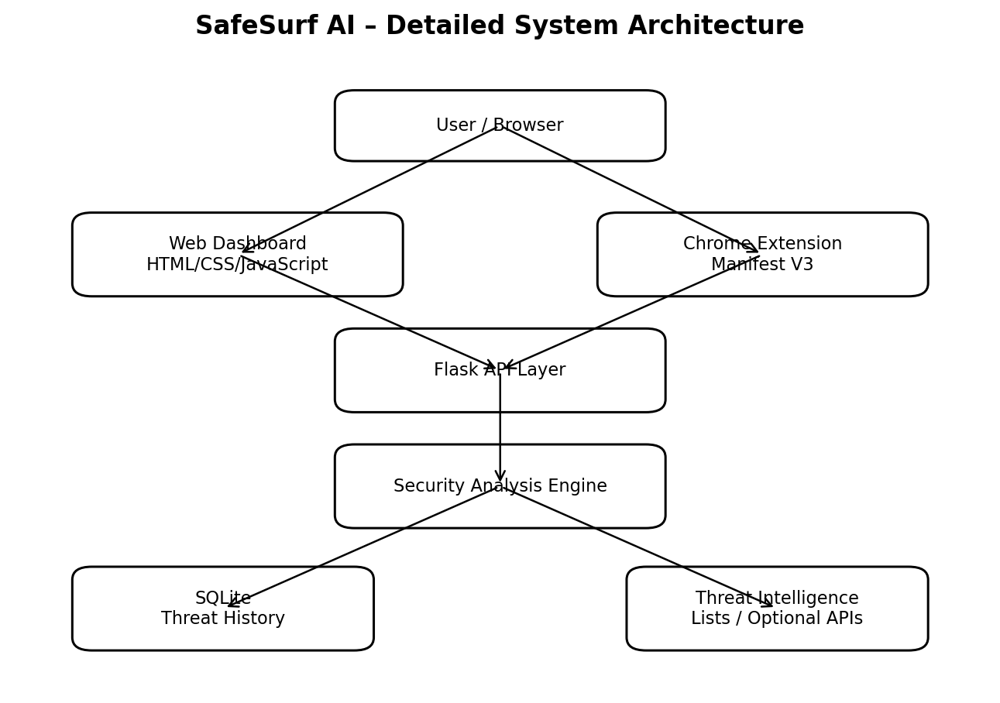 SafeSurf AI – Detailed System Architecture
User / Browser
Web Dashboard
HTML/CSS/JavaScript
Chrome Extension
Manifest V3
Flask API Layer
Security Analysis Engine
SQLite
Threat History
Threat Intelligence
Lists / Optional APIs